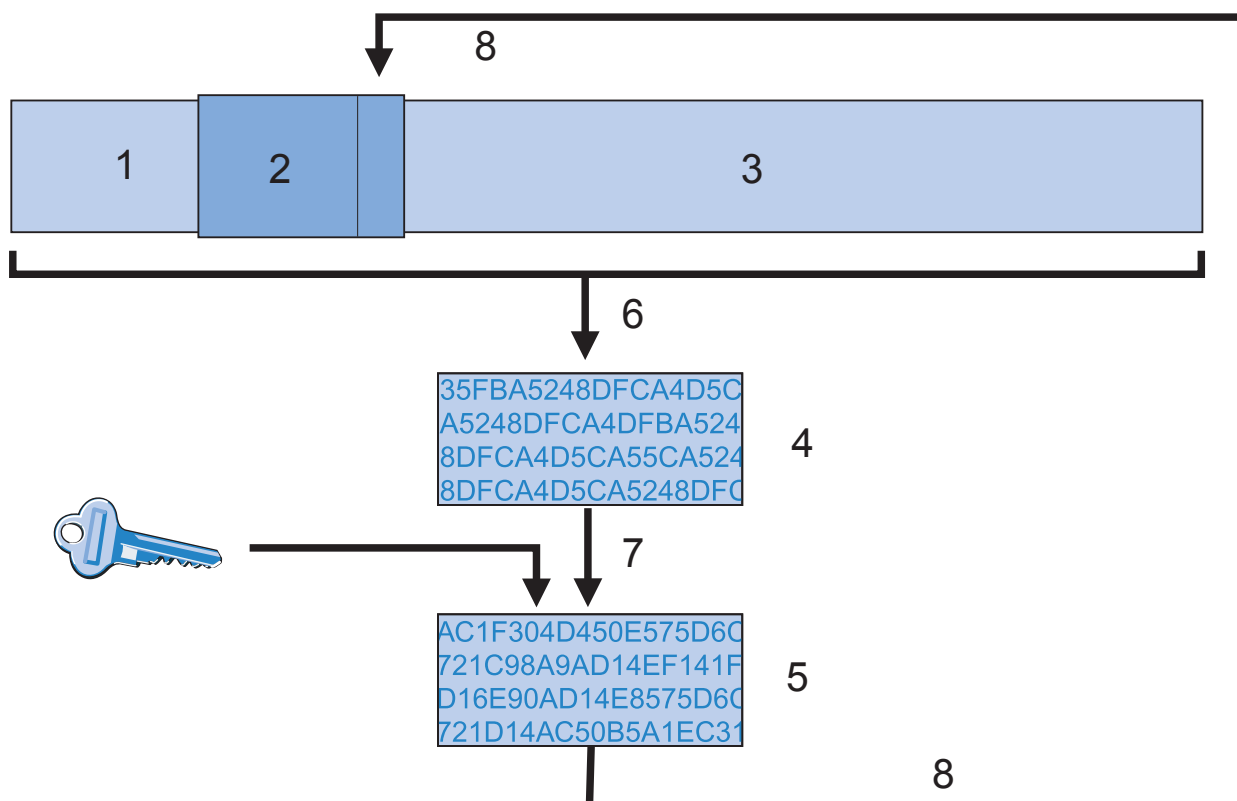 8
1
2
3
6
35FBA5248DFCA4D5C
A5248DFCA4DFBA524
8DFCA4D5CA55CA524
8DFCA4D5CA5248DFC
4
7
AC1F304D450E575D6C
721C98A9AD14EF141F
D16E90AD14E8575D6C
721D14AC50B5A1EC31
5
8